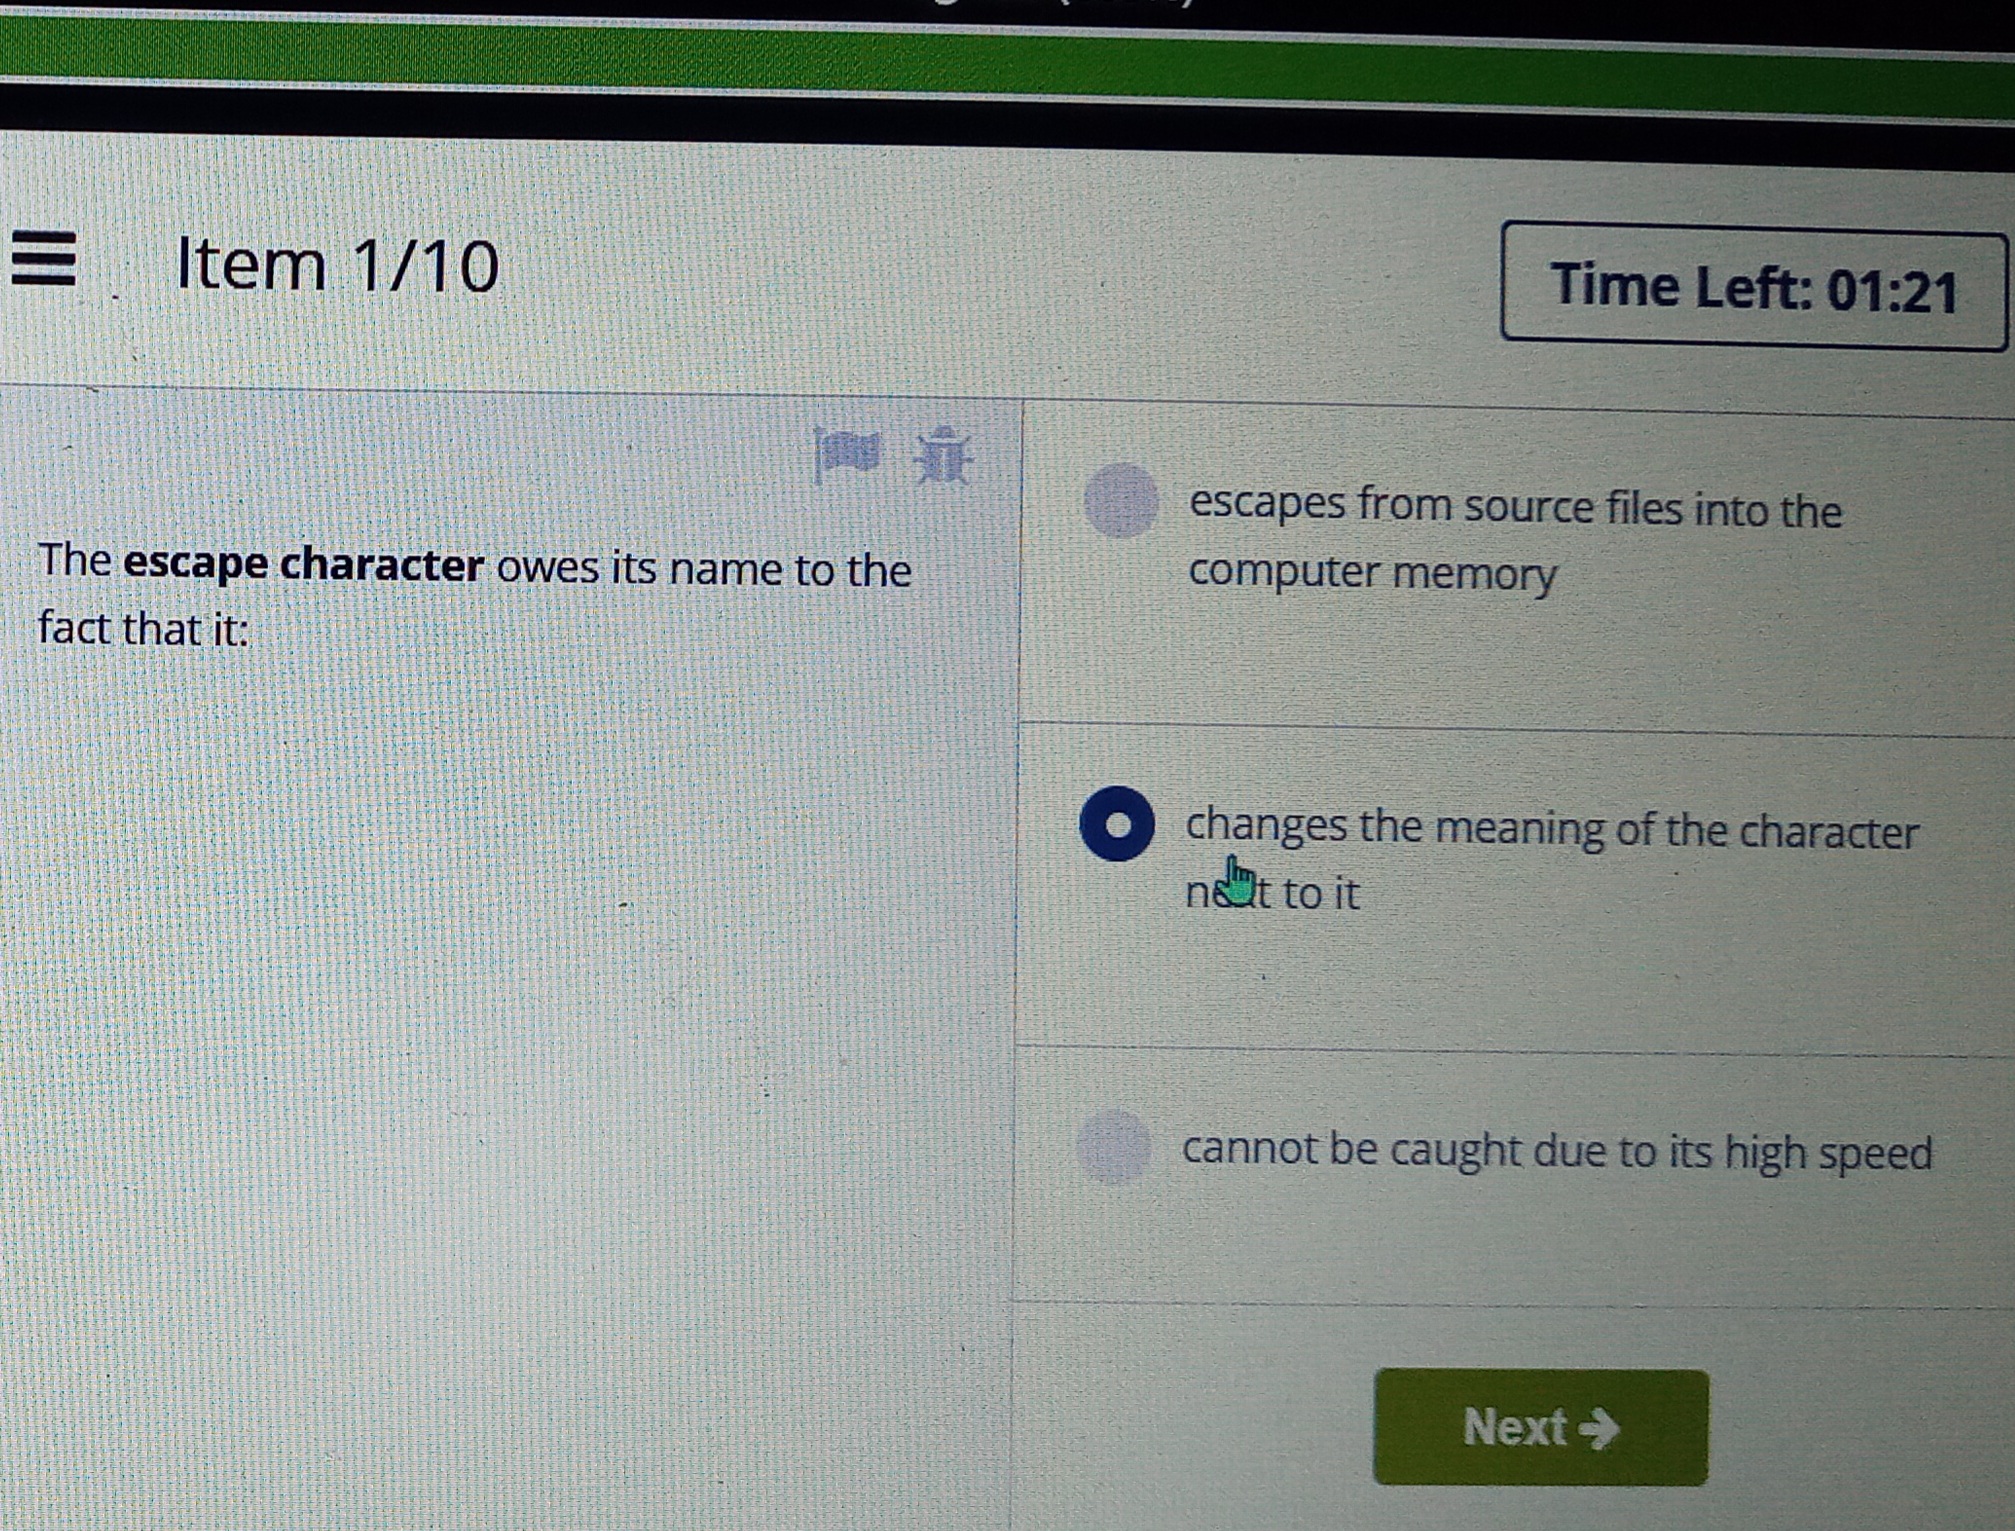 Item 1/10
Time Left: 01:21
The escape character owes its name to the
fact that it:
escapes from source files into the
computer memory
changes the meaning of the character
next to it
cannot be caught due to its high speed
Next